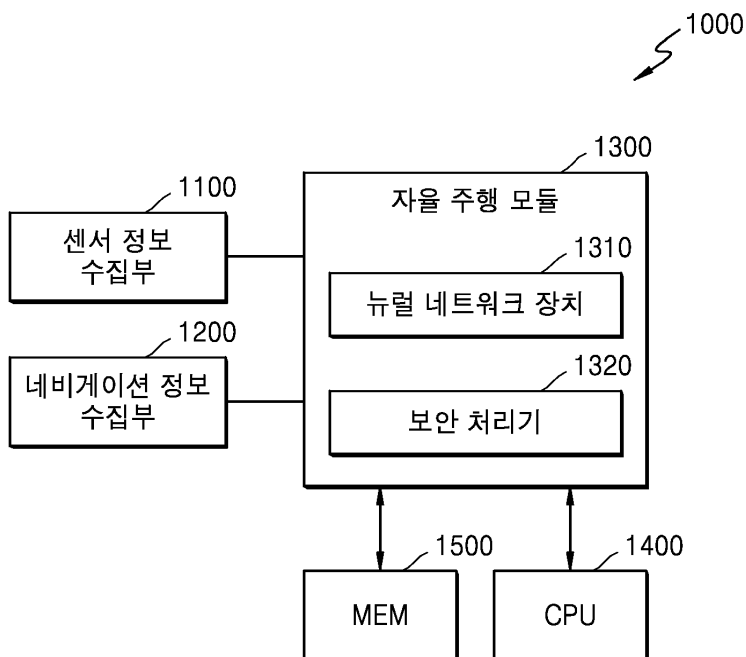 1000
1300
자율 주행 모듈
1100
센서 정보
수집부
1310
뉴럴 네트워크 장치
1200
네비게이션 정보
수집부
1320
보안 처리기
1500
MEM
1400
CPU